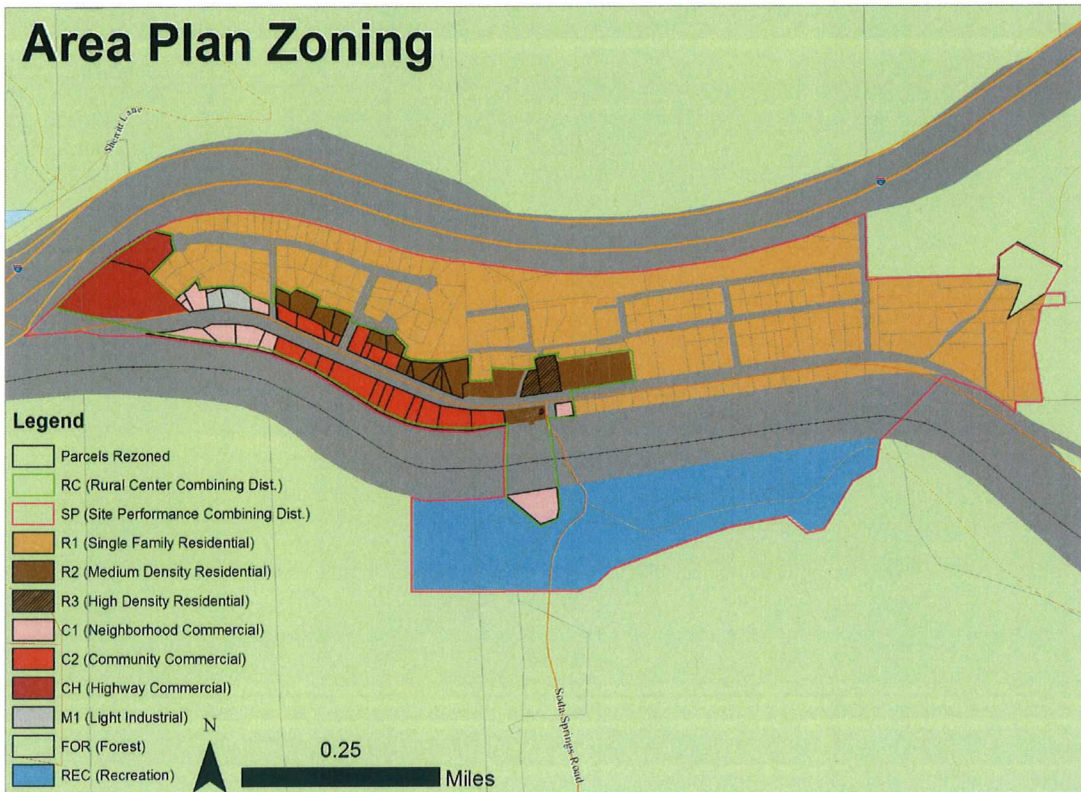 Area Plan Zoning
Legend
Parcels Rezoned
RC (Rural Center Combining Dist.)
SP (Site Performance Combining Dist.)
R1 (Single Family Residential)
R2 (Medium Density Residential)
R3 (High Density Residential)
C1 (Neighborhood Commercial)
C2 (Community Commercial)
CH (Highway Commercial)
M1 (Light Industrial)
FOR (Forest)
REC (Recreation)
N
0.25
Miles
Soda Springs Road